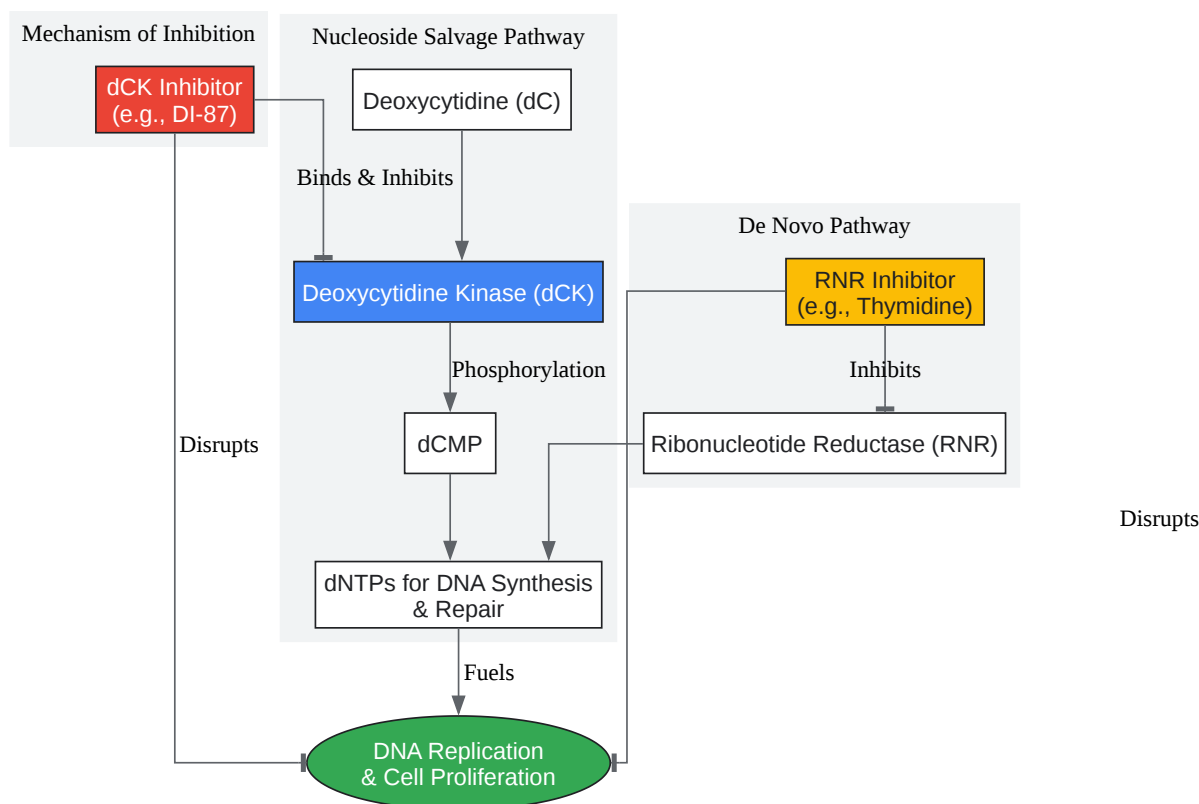 Mechanism of Inhibition
Nucleoside Salvage Pathway
dCK Inhibitor
(e.g., DI-87)
Deoxycytidine (dC)
Binds & Inhibits
De Novo Pathway
Deoxycytidine Kinase (dCK)
RNR Inhibitor
(e.g., Thymidine)
Phosphorylation
Inhibits
Disrupts
dCMP
Ribonucleotide Reductase (RNR)
Disrupts
dNTPs for DNA Synthesis
& Repair
Fuels
DNA Replication
& Cell Proliferation